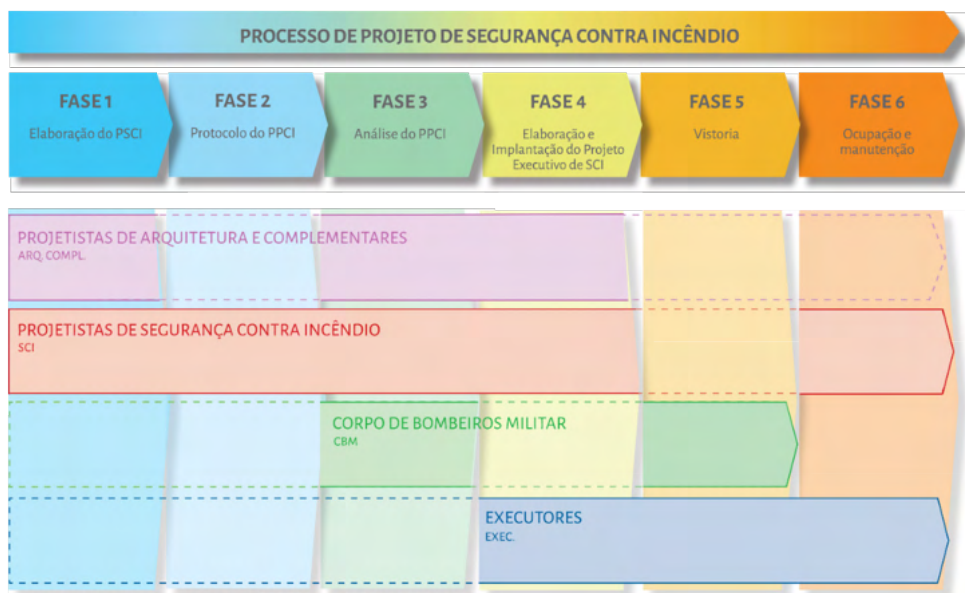 PROCESSO DE PROJETO DE SEGURANÇA CONTRA INCÊNDIO
FASE 1
Elaboração do PSCI
FASE 2
Protocolo do PPCI
FASE 3
Análise do PPCI
FASE 4
Elaboração e
Implantação do Projeto
Executivo de SCI
FASE 5
Vistoria
FASE 6
Ocupação e
manutenção
PROJETISTAS DE ARQUITETURA E COMPLEMENTARES
ARQ. COMPL.
PROJETISTAS DE SEGURANÇA CONTRA INCÊNDIO
SCI
CORPO DE BOMBEIROS MILITAR
CBM
EXECUTORES
EXEC.